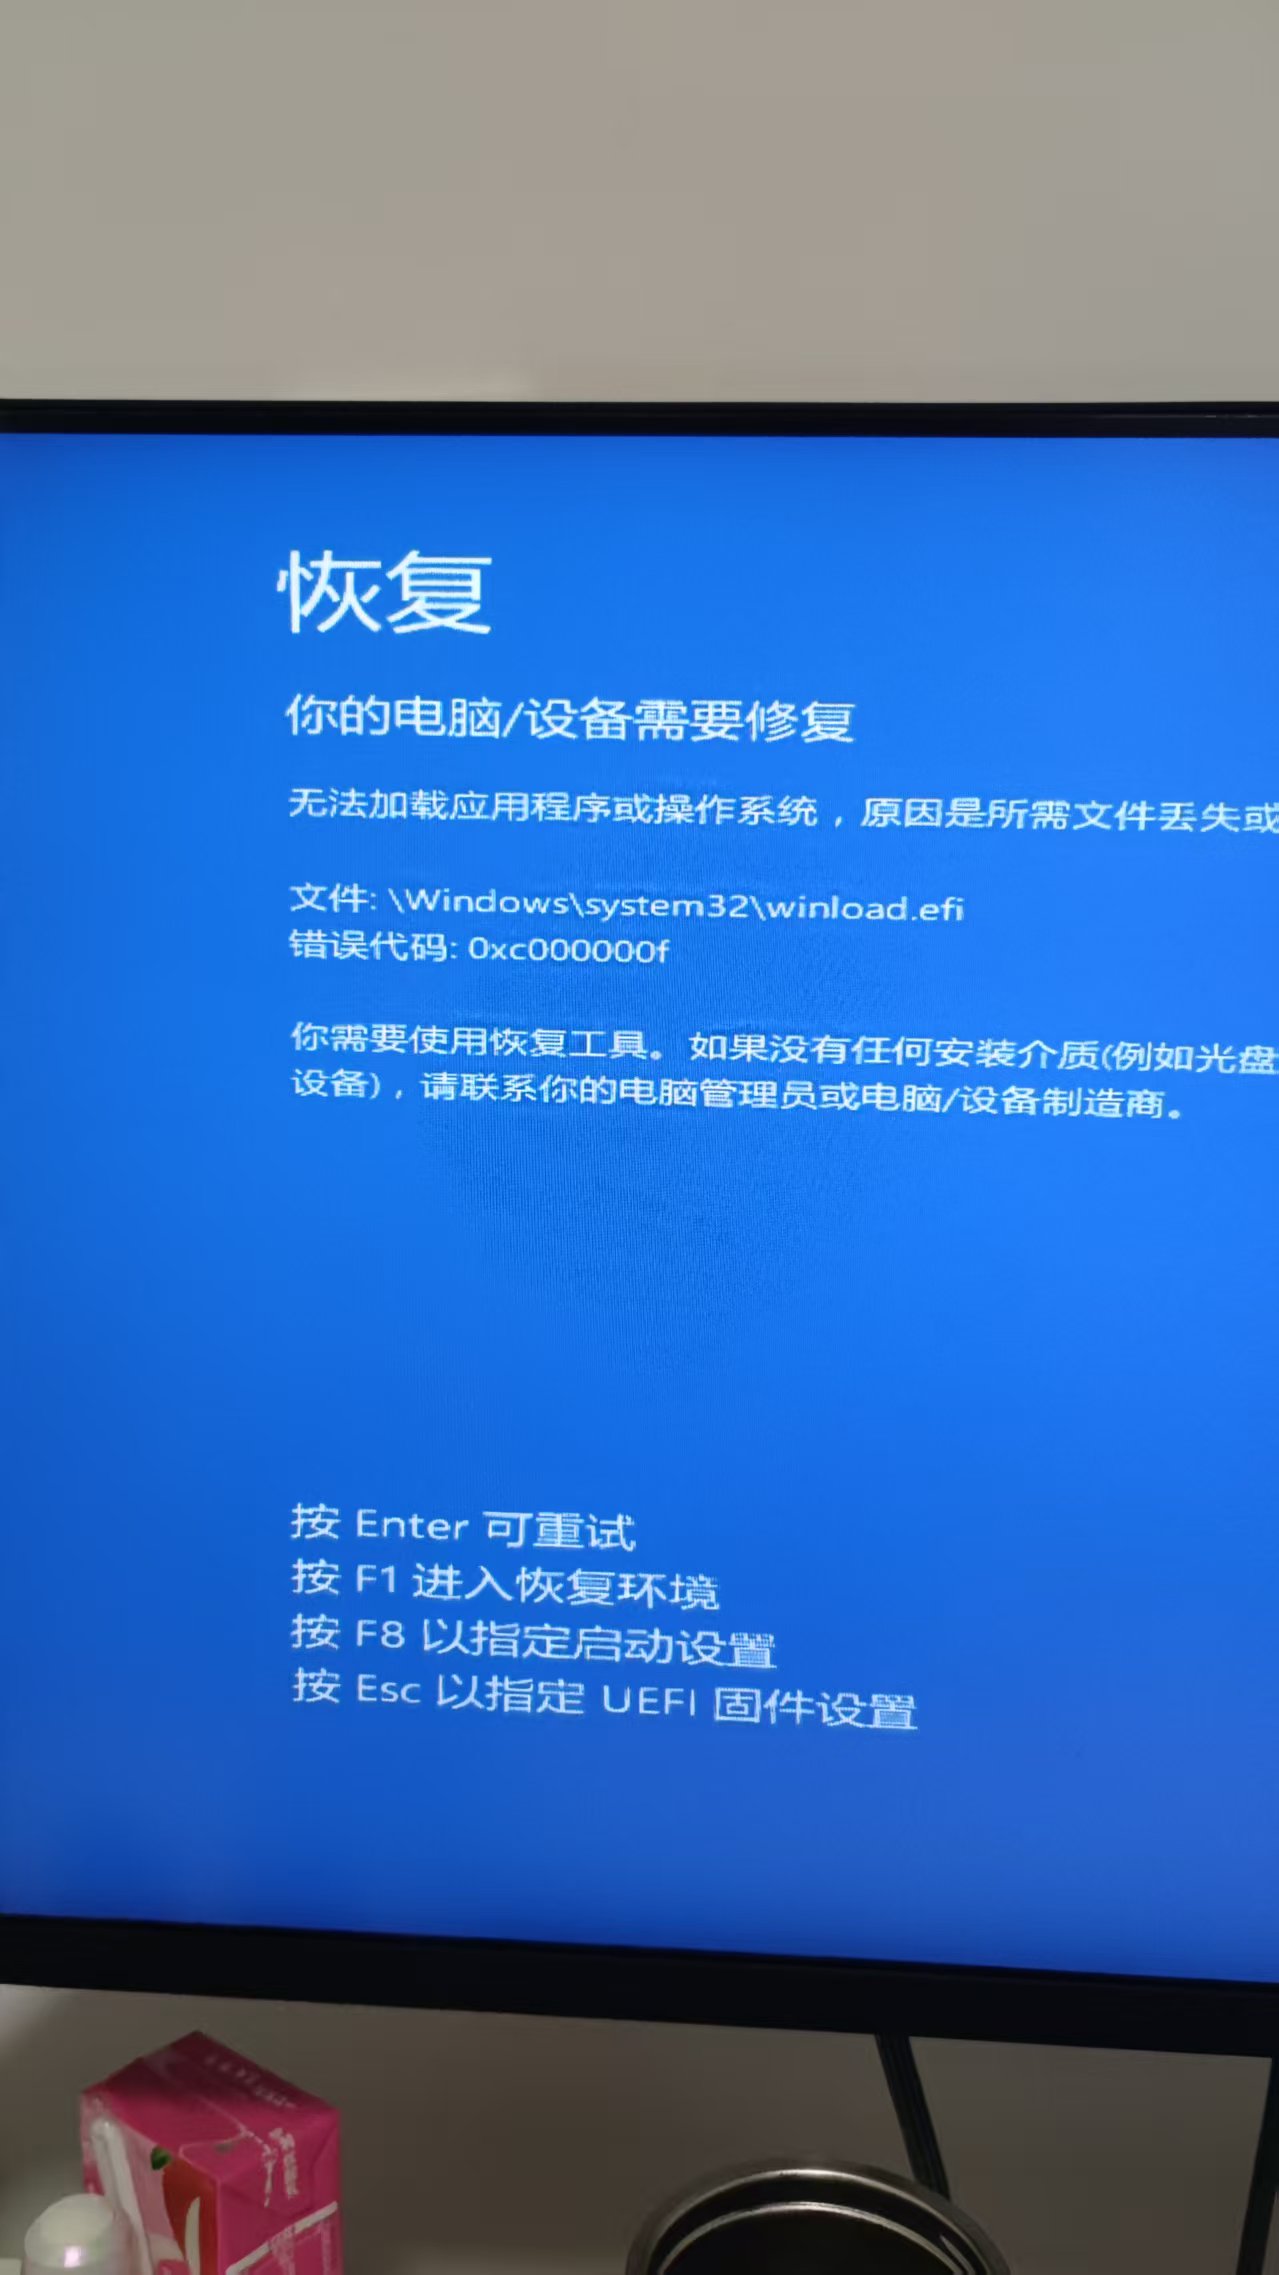 恢复
你的电脑/设备需要修复
无法加载应用程序或操作系统，原因是所需文件丢失或
文件: \Windows\system32\winload.efi
错误代码: 0xc000000f
你需要使用恢复工具。如果没有任何安装介质(例如光盘
设备)，请联系你的电脑管理员或电脑/设备制造商。
按 Enter 可重试
按 F1 进入恢复环境
按 F8 以指定启动设置
按 Esc 以指定 UEFI 固件设置